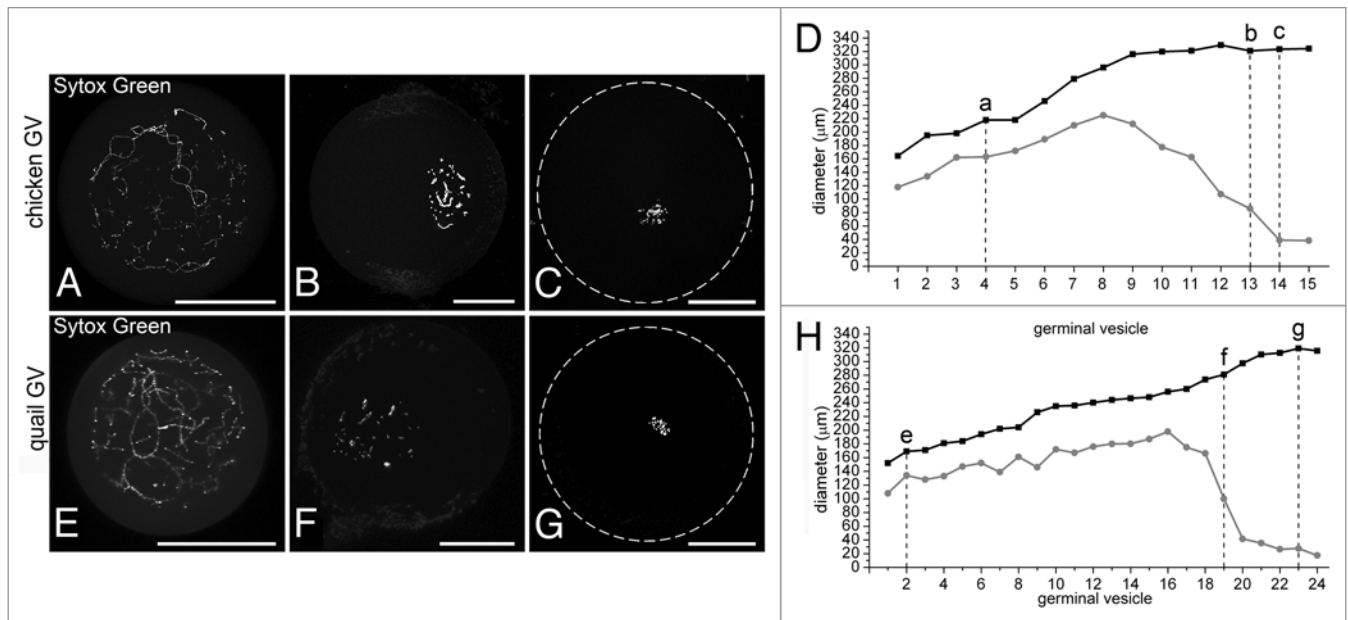 Sytox Green
chicken GV
A
B
C
Sytox Green
quail GV
E
F
G
D
diameter (μm)
340
320
300
280
260
240
220
200
180
160
140
120
100
80
60
40
20
0
a
b
c
1 2 3 4 5 6 7 8 9 10 11 12 13 14 15
germinal vesicle
H
diameter (μm)
340
320
300
280
260
240
220
200
180
160
140
120
100
80
60
40
20
0
e
f
g
2 4 6 8 10 12 14 16 18 20 22 24
germinal vesicle